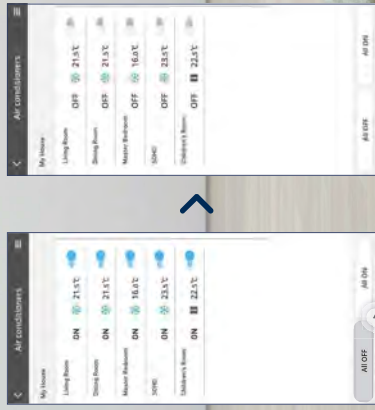 Air conditioners
My House
Living Room ON 21.5℃
Dining Room ON 21.5℃
Master Bedroom ON 16.0℃
SOHO ON 23.5℃
Children's Room ON 22.5℃
All OFF All ON
Air conditioners
My House
Living Room OFF 21.5℃
Dining Room OFF 21.5℃
Master Bedroom OFF 16.0℃
SOHO OFF 23.5℃
Children's Room OFF 22.5℃
All OFF All ON